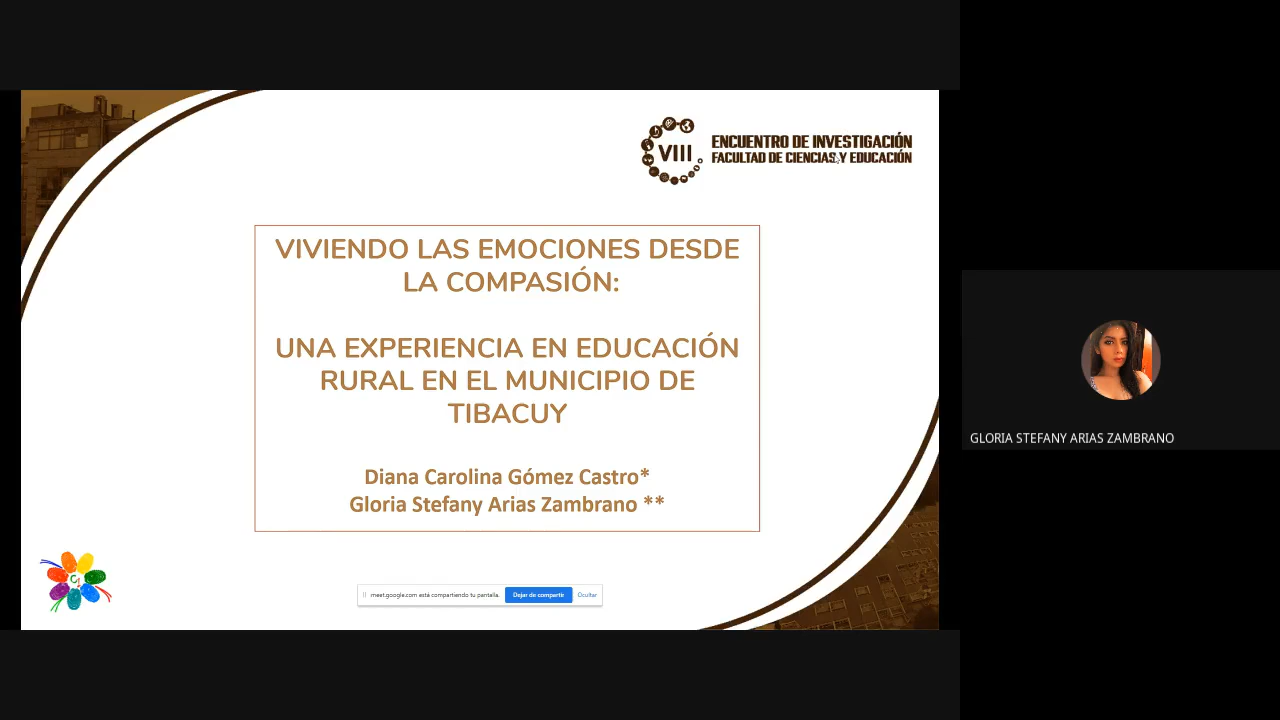 VIII
ENCUENTRO DE INVESTIGACIÓN
FACULTAD DE CIENCIAS Y EDUCACIÓN
VIVIENDO LAS EMOCIONES DESDE
LA COMPASIÓN:
UNA EXPERIENCIA EN EDUCACIÓN
RURAL EN EL MUNICIPIO DE
TIBACUY
Diana Carolina Gómez Castro*
Gloria Stefany Arias Zambrano **
meet.google.com está compartiendo tu pantalla.
Dejar de compartir
Ocultar
GLORIA STEFANY ARIAS ZAMBRANO